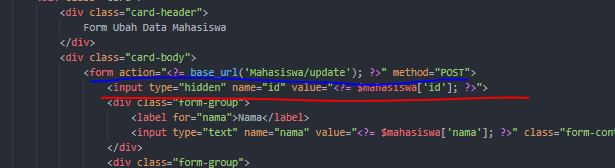 <div class="card-header">
Form Ubah Data Mahasiswa
</div>
<div class="card-body">
<form action="<?= base_url('Mahasiswa/update'); ?>" method="POST">
<input type="hidden" name="id" value="<?= $mahasiswa['id']; ?>">
<div class="form-group">
<label for="nama">Nama</label>
<input type="text" name="nama" value="<?= $mahasiswa['nama']; ?>" class="form-con
</div>
<div class="form-group">